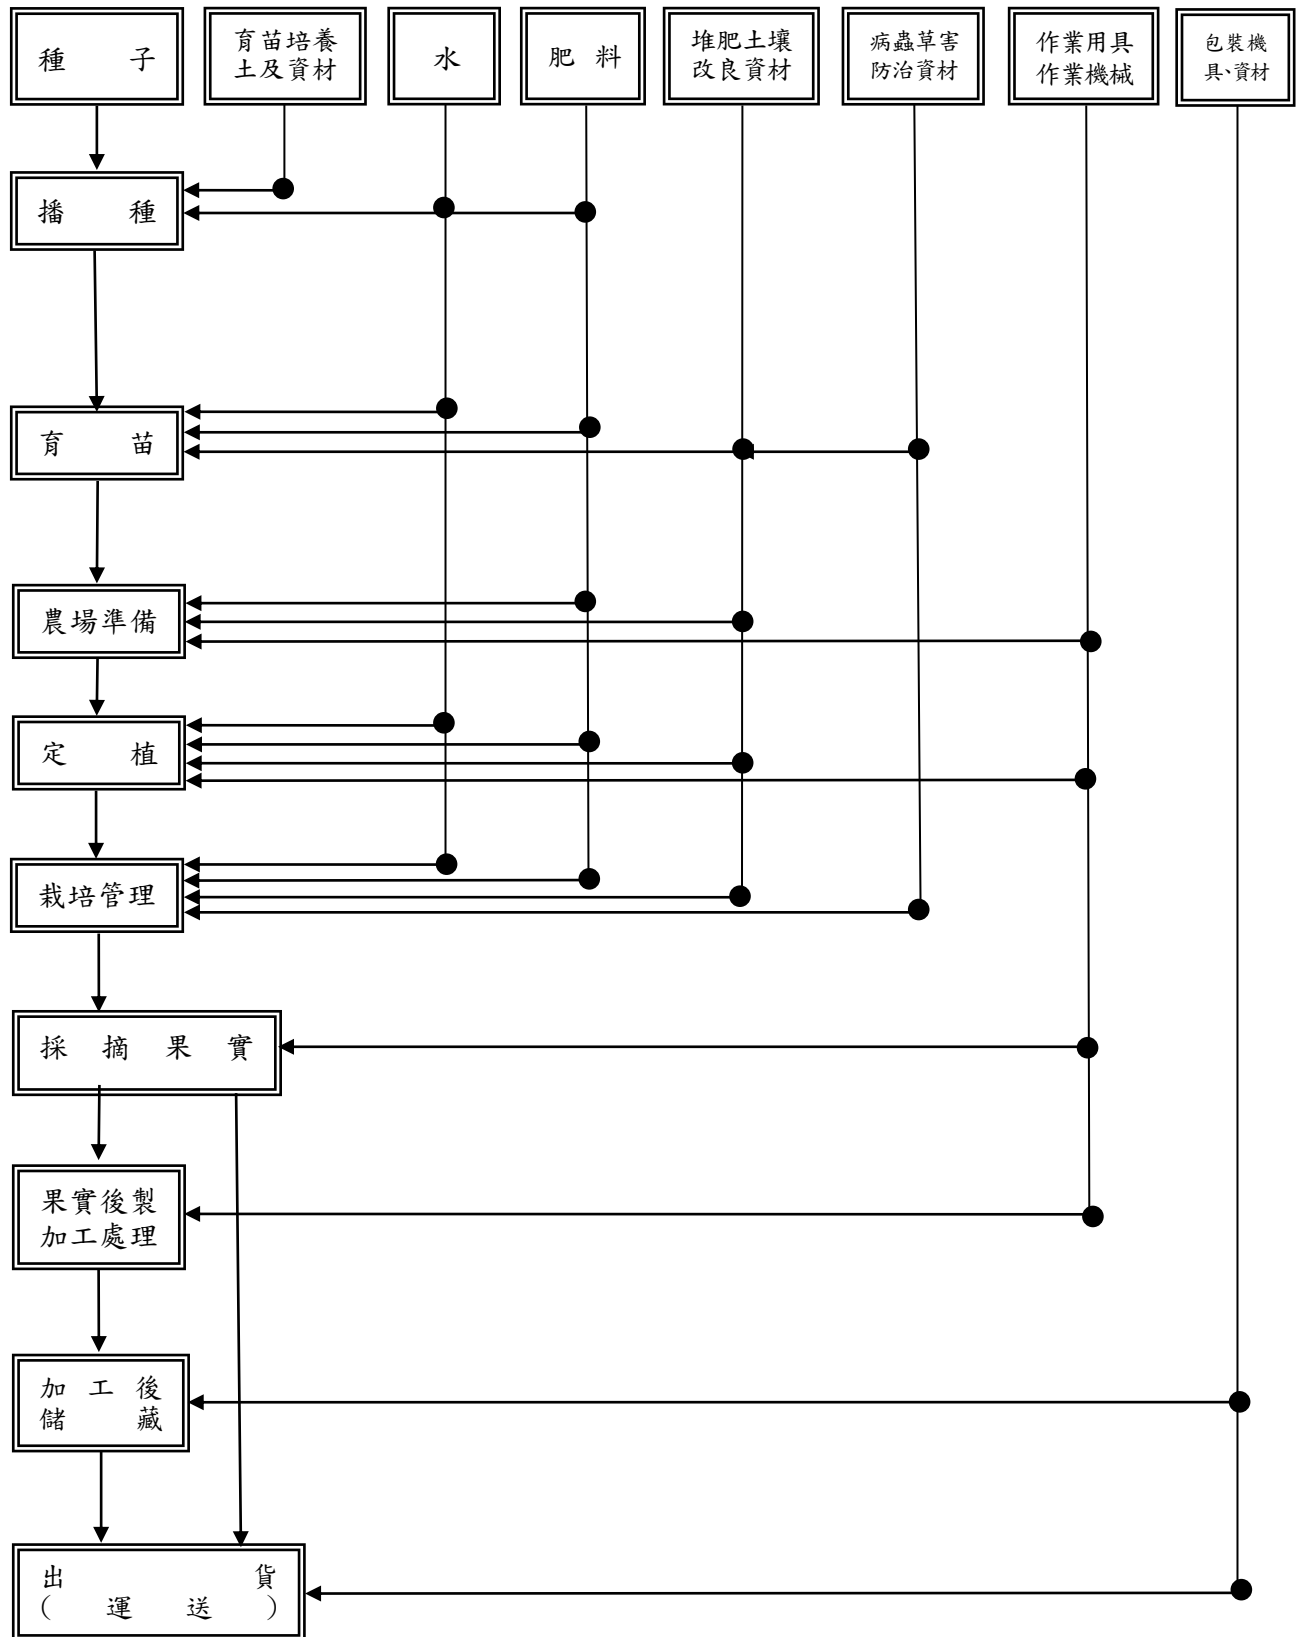 種子
育苗培養
土及資材
水
肥料
堆肥土壤
改良資材
病蟲草害
防治資材
作業用具
作業機械
包裝機
具、資材
播種
育苗
農場準備
定植
栽培管理
採摘果實
果實後製
加工處理
加工後
儲藏
出貨
(運送)